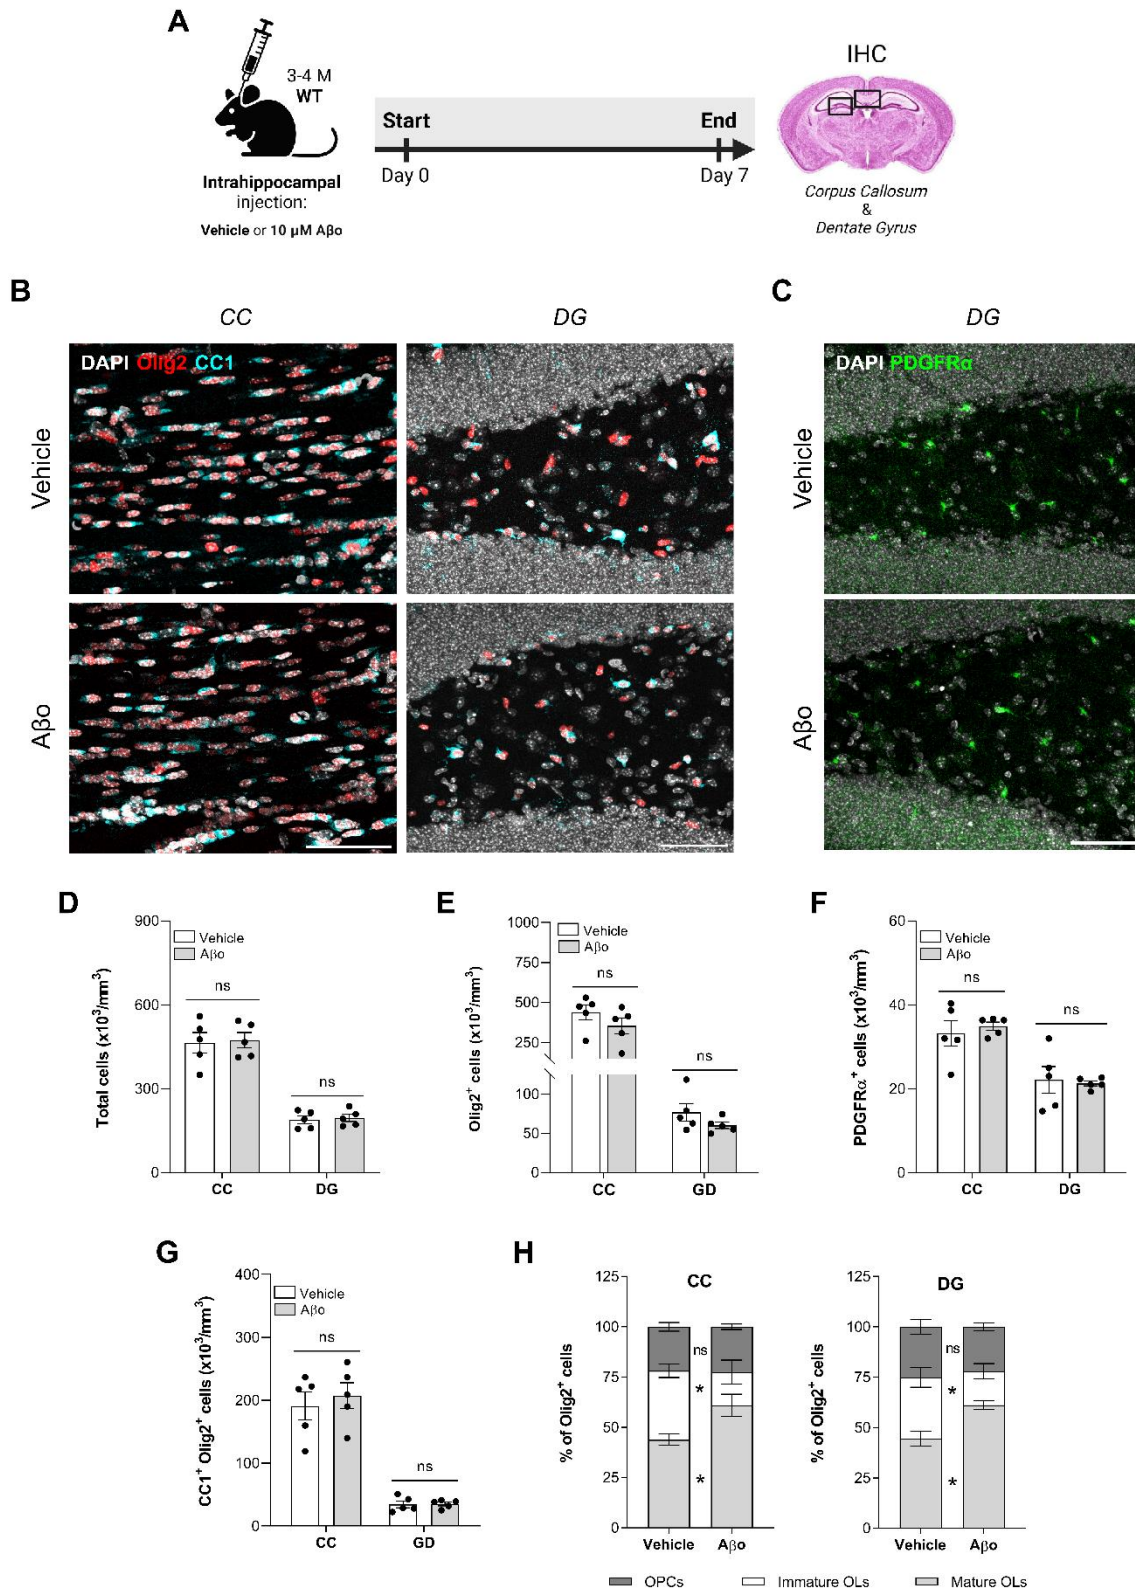 A
3-4 M
WT
Intrahippocampal
injection:
Vehicle or 10 µM Aβo
Start
End
Day 0
Day 7
IHC
Corpus Callosum
&
Dentate Gyrus
B
CC
DG
C
DG
DAPI Olig2 CC1
DAPI PDGFRα
Vehicle
Vehicle
Aβo
Aβo
D
900
600
300
0
Total cells (x10³/mm³)
Vehicle
Aβo
ns
ns
CC
DG
E
1000
750
500
250
100
50
0
Olig2⁺ cells (x10³/mm³)
Vehicle
Aβo
ns
ns
CC
GD
F
60
40
20
0
PDGFRα⁺ cells (x10³/mm³)
Vehicle
Aβo
ns
ns
CC
DG
G
400
300
200
100
0
CC1⁺ Olig2⁺ cells (x10³/mm³)
Vehicle
Aβo
ns
ns
CC
GD
H
CC
125
100
75
50
25
0
% of Olig2⁺ cells
ns
*
*
Vehicle
Aβo
DG
125
100
75
50
25
0
% of Olig2⁺ cells
ns
*
*
Vehicle
Aβo
OPCs
Immature OLs
Mature OLs